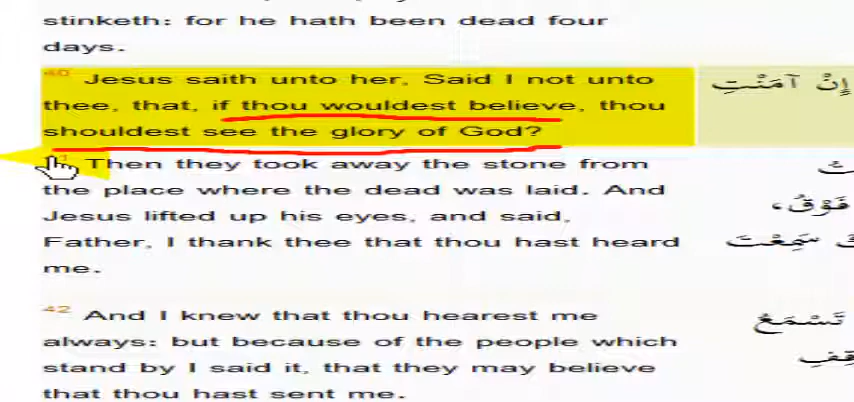 stinketh: for he hath been dead four
days.
40 Jesus saith unto her, Said I not unto
thee, that, if thou wouldest believe, thou
shouldest see the glory of God?
إِنْ آمَنْتِ
Then they took away the stone from
the place where the dead was laid. And
Jesus lifted up his eyes, and said,
Father, I thank thee that thou hast heard
me.
فَوْقُ،
سَمِعْتَ
42 And I knew that thou hearest me
always: but because of the people which
stand by I said it, that they may believe
that thou hast sent me.
تَسْمَعُ